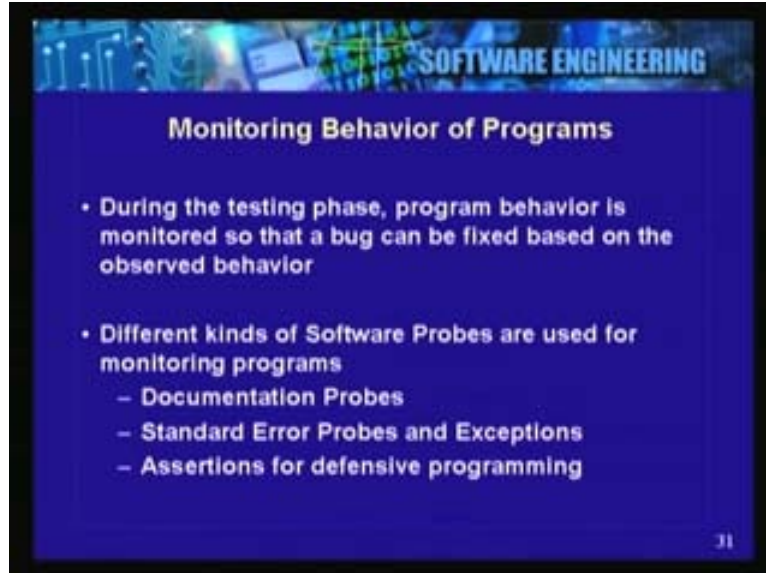 SOFTWARE ENGINEERING
Monitoring Behavior of Programs
• During the testing phase, program behavior is
monitored so that a bug can be fixed based on the
observed behavior
• Different kinds of Software Probes are used for
monitoring programs
– Documentation Probes
– Standard Error Probes and Exceptions
– Assertions for defensive programming
31